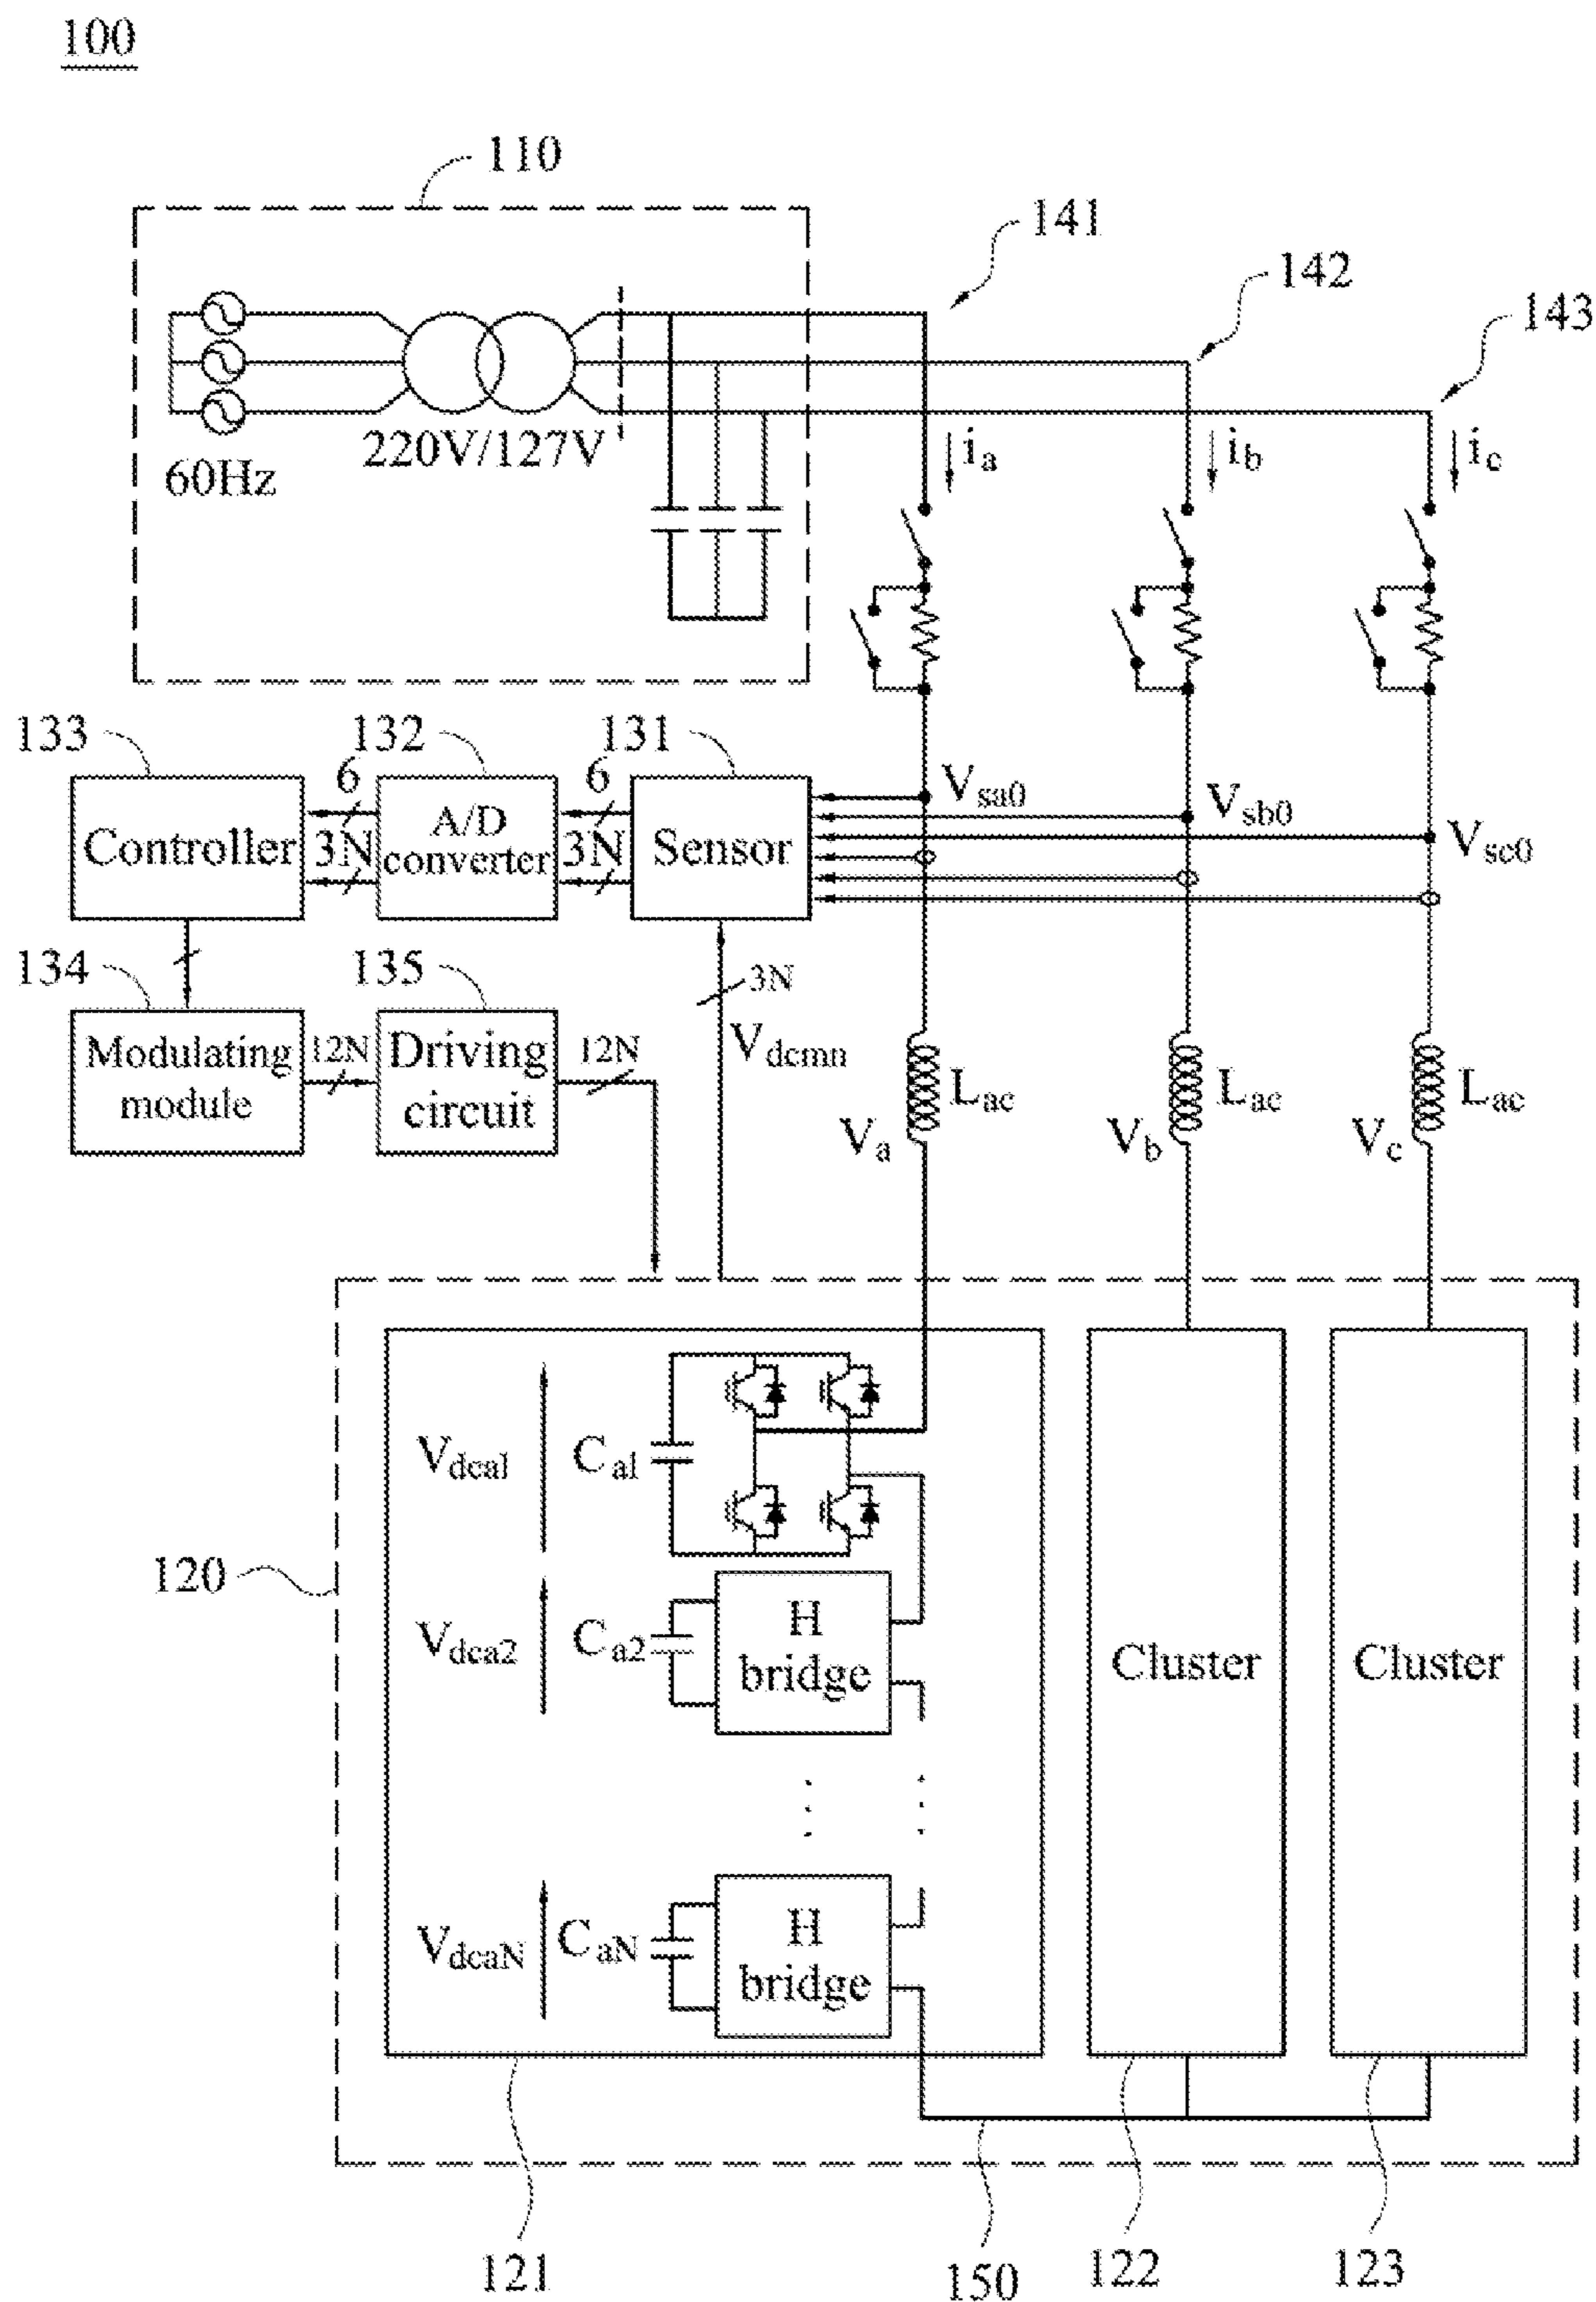 100
110
141
142
143
220V/127V
60Hz
ia
ib
ic
133
132
131
6
6
Controller
3N
A/D
converter
3N
Sensor
Vsa0
Vsb0
Vsc0
134
135
3N
Modulating
module
12N
Driving
circuit
12N
Vdcmn
Lac
Lac
Lac
Va
Vb
Vc
Vdca1
Ca1
120
Vdca2
Ca2
H
bridge
Cluster
Cluster
VdcaN
CaN
H
bridge
121
150
122
123